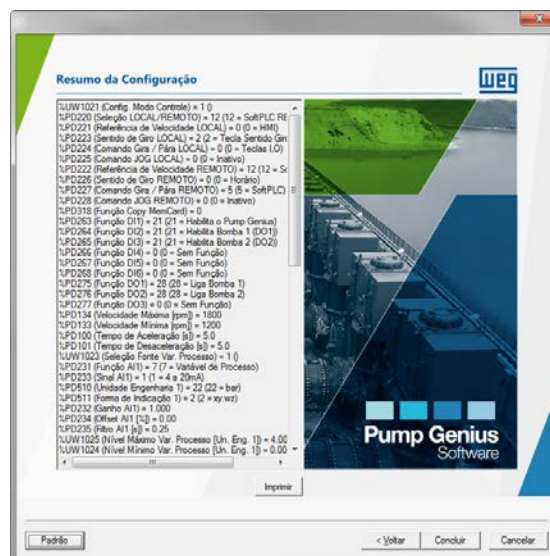 Resumo da Configuração
weg
%UW1021 (Config. Modo Controle) = 1 ()
%PD220 (Seleção LOCAL/REMOTO) = 12 (12 = SoftPLC RE
%PD221 (Referência de Velocidade LOCAL) = 0 (0 = HMI)
%PD223 (Sentido de Giro LOCAL) = 2 (2 = Tecla Sentido Giro
%PD224 (Comando Gira / Pára LOCAL) = 0 (0 = Teclas I,O)
%PD225 (Comando JOG LOCAL) = 0 (0 = Inativo)
%PD222 (Referência de Velocidade REMOTO) = 12 (12 = So
%PD226 (Sentido de Giro REMOTO) = 0 (0 = Horário)
%PD227 (Comando Gira / Pára REMOTO) = 5 (5 = SoftPLC)
%PD228 (Comando JOG REMOTO) = 0 (0 = Inativo)
%PD318 (Função Copy MemCard) = 0
%PD263 (Função DI1) = 21 (21 = Habilita o Pump Genius)
%PD264 (Função DI2) = 21 (21 = Habilita Bomba 1 (DO1))
%PD265 (Função DI3) = 21 (21 = Habilita Bomba 2 (DO2))
%PD266 (Função DI4) = 0 (0 = Sem Função)
%PD267 (Função DI5) = 0 (0 = Sem Função)
%PD268 (Função DI6) = 0 (0 = Sem Função)
%PD275 (Função DO1) = 28 (28 = Liga Bomba 1)
%PD276 (Função DO2) = 28 (28 = Liga Bomba 2)
%PD277 (Função DO3) = 0 (0 = Sem Função)
%PD134 (Velocidade Máxima [rpm]) = 1800
%PD133 (Velocidade Mínima [rpm]) = 1200
%PD100 (Tempo de Aceleração [s]) = 5.0
%PD101 (Tempo de Desaceleração [s]) = 5.0
%UW1023 (Seleção Fonte Var. Processo) = 1 ()
%PD231 (Função AI1) = 7 (7 = Variável de Processo)
%PD233 (Sinal AI1) = 1 (1 = 4 a 20mA)
%PD510 (Unidade Engenharia 1) = 22 (22 = bar)
%PD511 (Forma de Indicação 1) = 2 (2 = xy.wz)
%PD232 (Ganho AI1) = 1.000
%PD234 (Offset AI1 [%]) = 0.00
%PD235 (Filtro AI1 [s]) = 0.25
%UW1025 (Nível Máximo Var. Processo [Un. Eng. 1]) = 4.00
%UW1024 (Nível Mínimo Var. Processo [Un. Eng. 1]) = 0.00
Pump Genius
Software
Imprimir
Padrão
< Voltar
Concluir
Cancelar